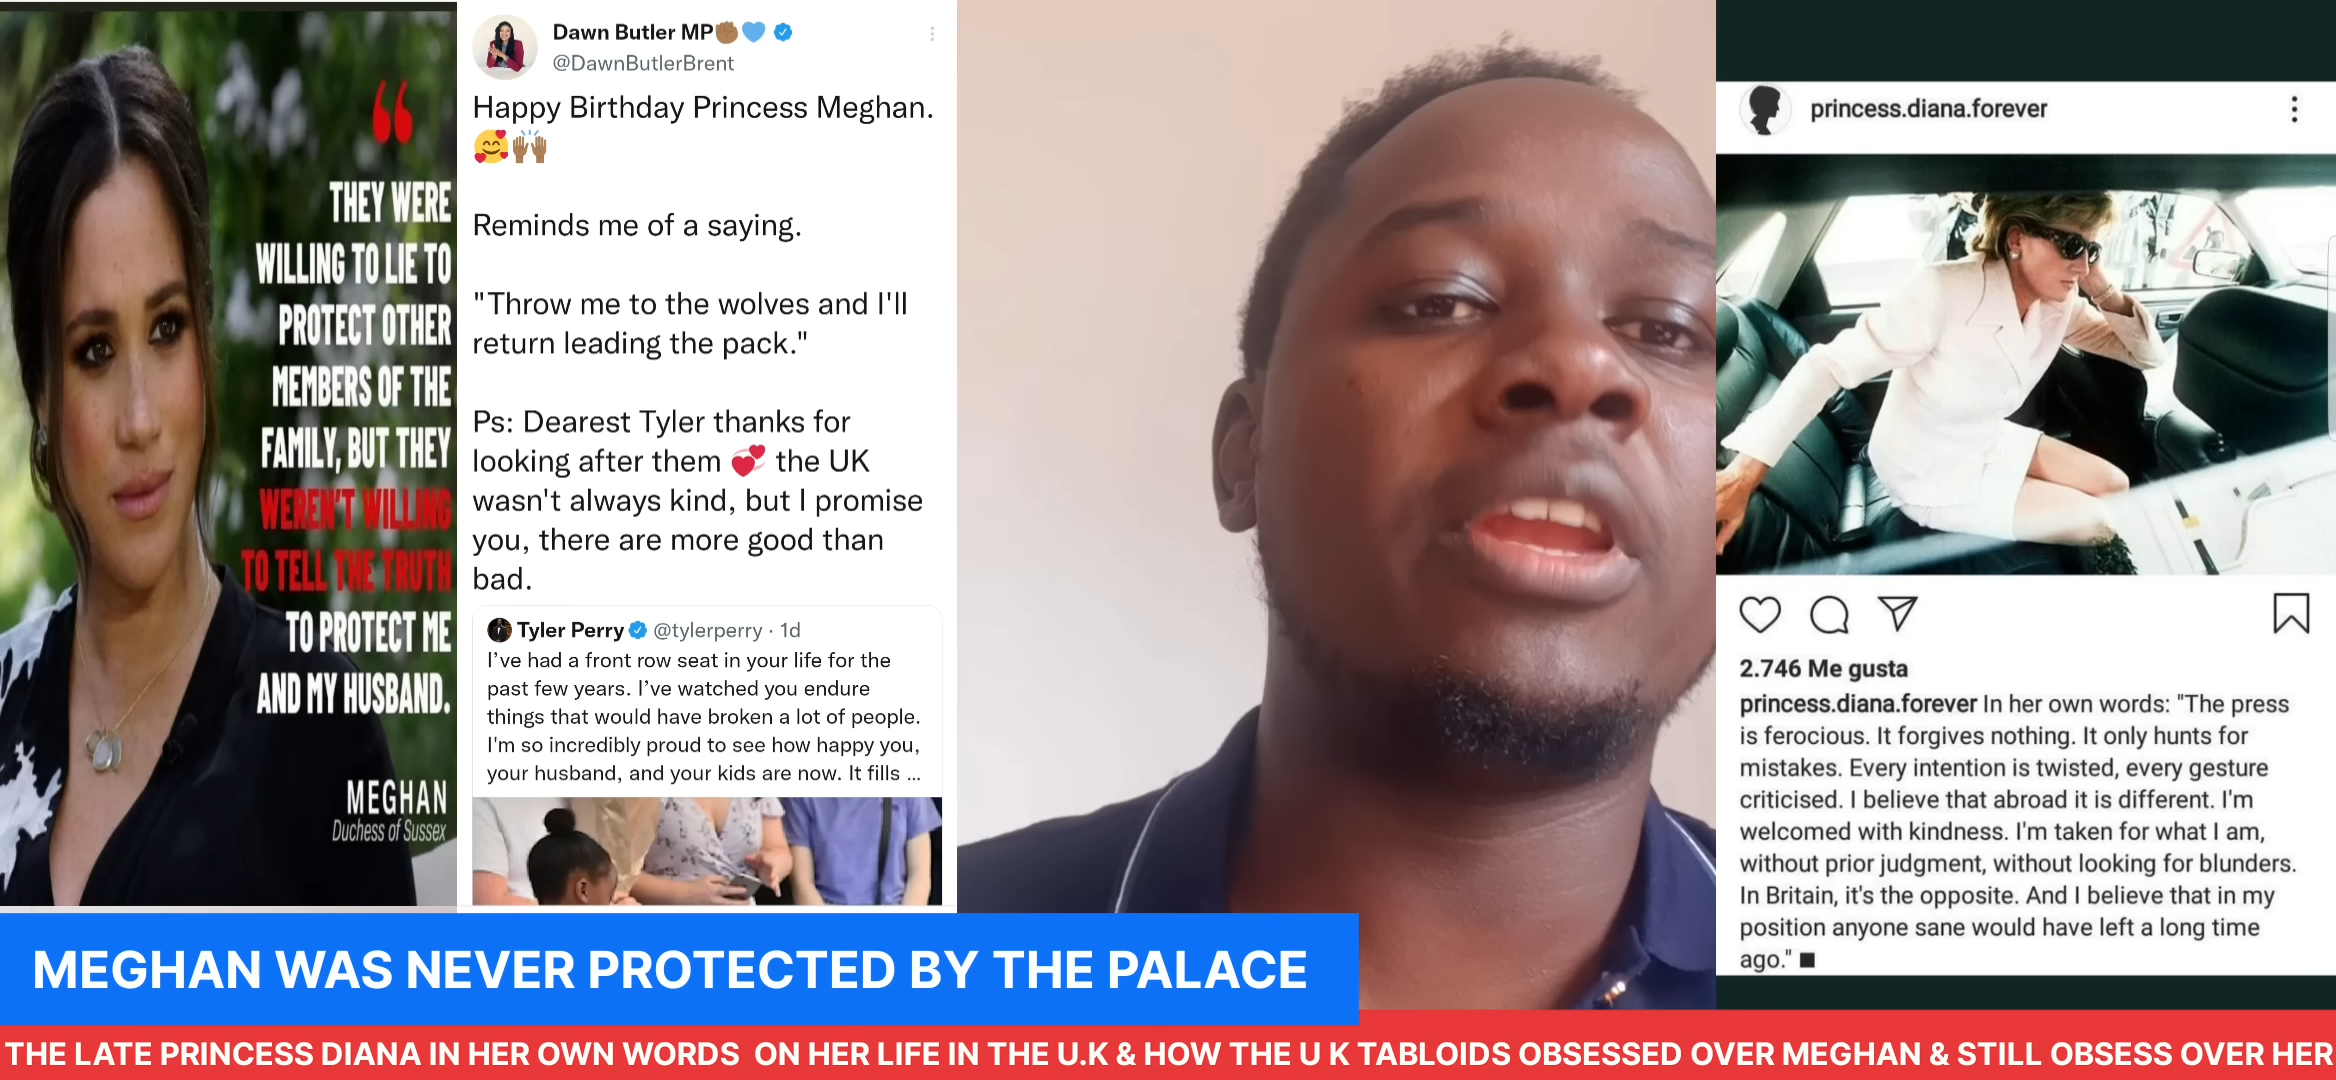 “
THEY WERE
WILLING TO LIE TO
PROTECT OTHER
MEMBERS OF THE
FAMILY, BUT THEY
WEREN'T WILLING
TO TELL THE TRUTH
TO PROTECT ME
AND MY HUSBAND.
MEGHAN
Duchess of Sussex
Dawn Butler MP✊🏾💙
@DawnButlerBrent
Happy Birthday Princess Meghan.
🥰🙌🏾
Reminds me of a saying.
"Throw me to the wolves and I'll
return leading the pack."
Ps: Dearest Tyler thanks for
looking after them 💞 the UK
wasn't always kind, but I promise
you, there are more good than
bad.
Tyler Perry @tylerperry · 1d
I’ve had a front row seat in your life for the
past few years. I’ve watched you endure
things that would have broken a lot of people.
I'm so incredibly proud to see how happy you,
your husband, and your kids are now. It fills ...
princess.diana.forever
2.746 Me gusta
princess.diana.forever In her own words: "The press
is ferocious. It forgives nothing. It only hunts for
mistakes. Every intention is twisted, every gesture
criticised. I believe that abroad it is different. I'm
welcomed with kindness. I'm taken for what I am,
without prior judgment, without looking for blunders.
In Britain, it's the opposite. And I believe that in my
position anyone sane would have left a long time
ago." ■
MEGHAN WAS NEVER PROTECTED BY THE PALACE
THE LATE PRINCESS DIANA IN HER OWN WORDS  ON HER LIFE IN THE U.K & HOW THE U K TABLOIDS OBSESSED OVER MEGHAN & STILL OBSESS OVER HER